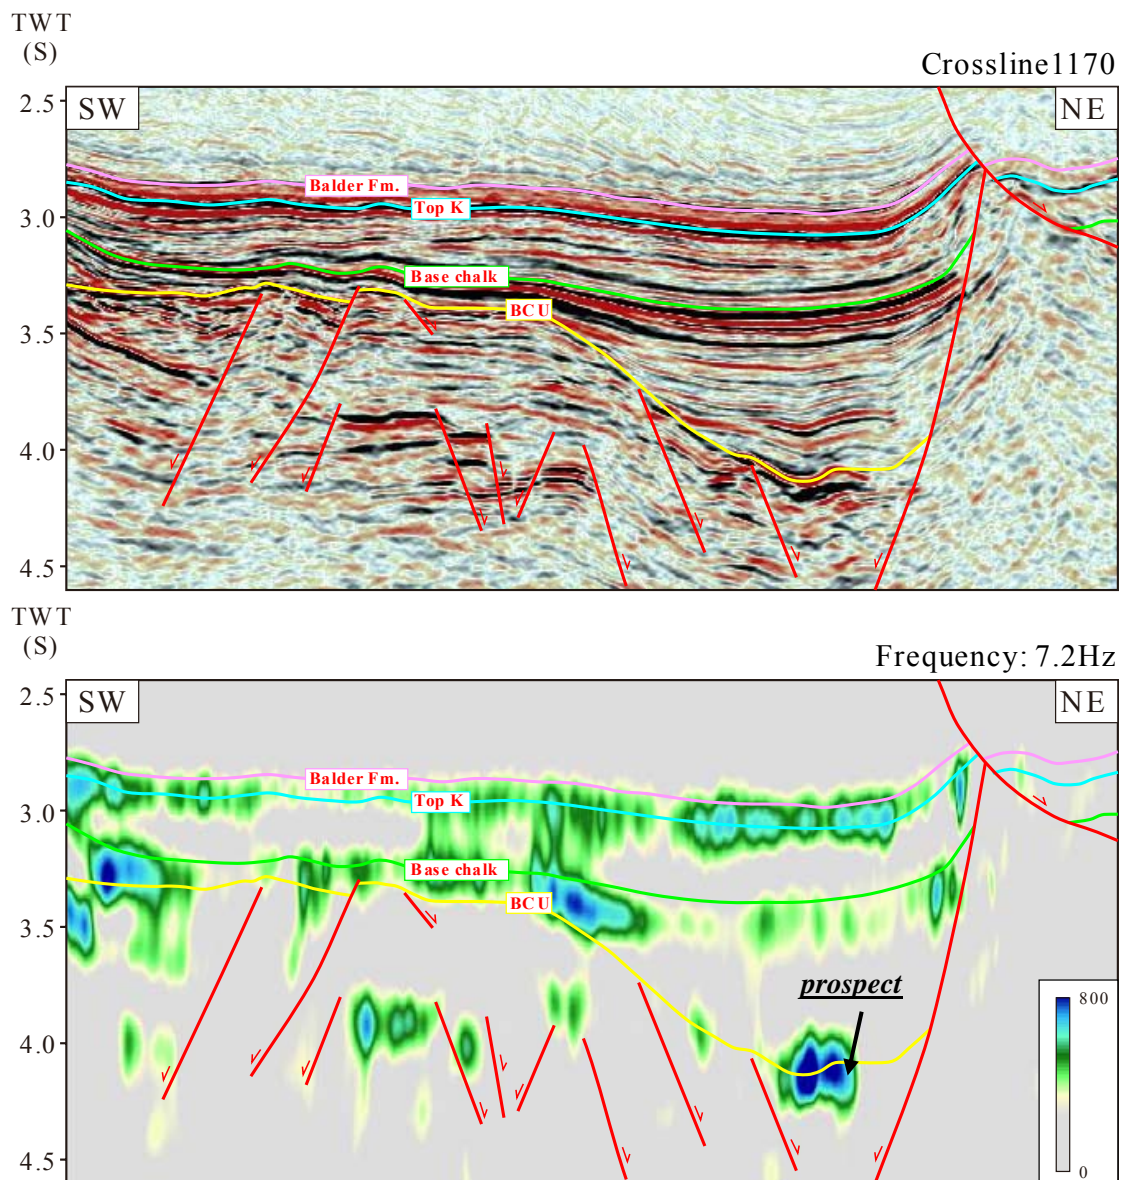 TWT
(S)
Crossline1170
2.5
SW
NE
Balder Fm.
Top K
3.0
Base chalk
BCU
3.5
4.0
4.5
TWT
(S)
Frequency: 7.2Hz
2.5
SW
NE
Balder Fm.
Top K
3.0
Base chalk
BCU
3.5
prospect
800
4.0
4.5
0